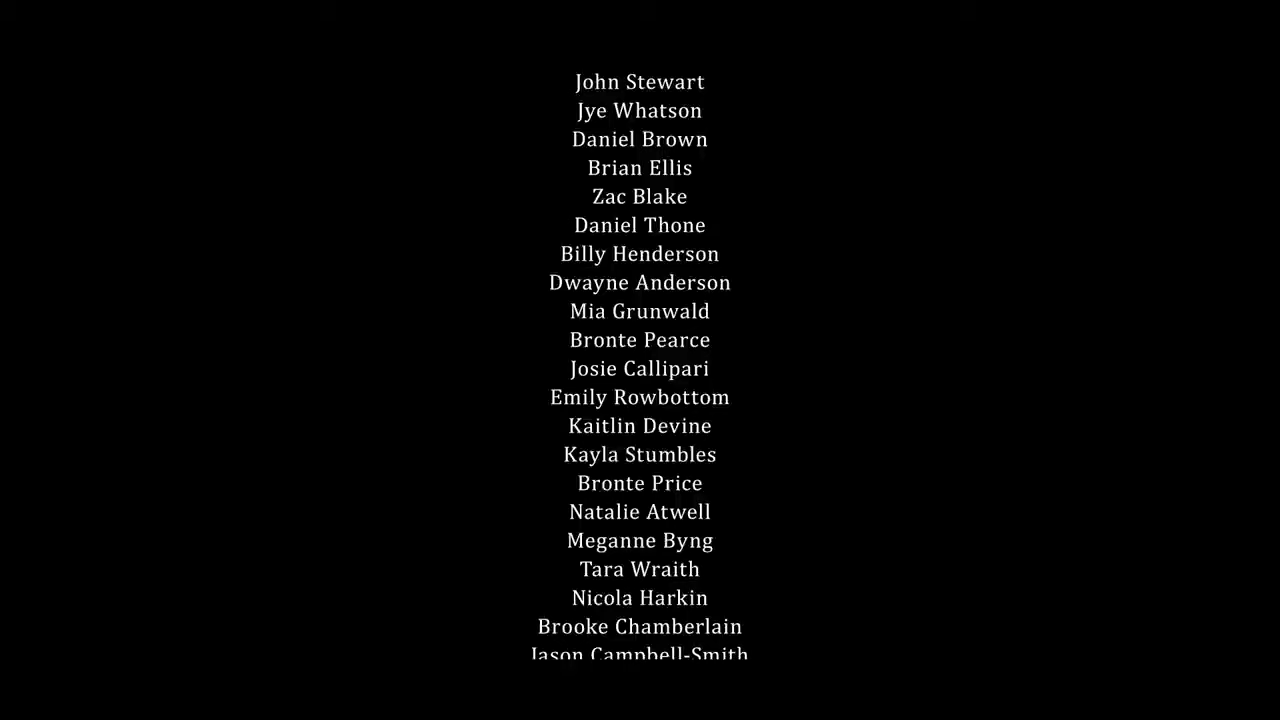 John Stewart
Jye Whatson
Daniel Brown
Brian Ellis
Zac Blake
Daniel Thone
Billy Henderson
Dwayne Anderson
Mia Grunwald
Bronte Pearce
Josie Callipari
Emily Rowbottom
Kaitlin Devine
Kayla Stumbles
Bronte Price
Natalie Atwell
Meganne Byng
Tara Wraith
Nicola Harkin
Brooke Chamberlain
Jason Campbell-Smith